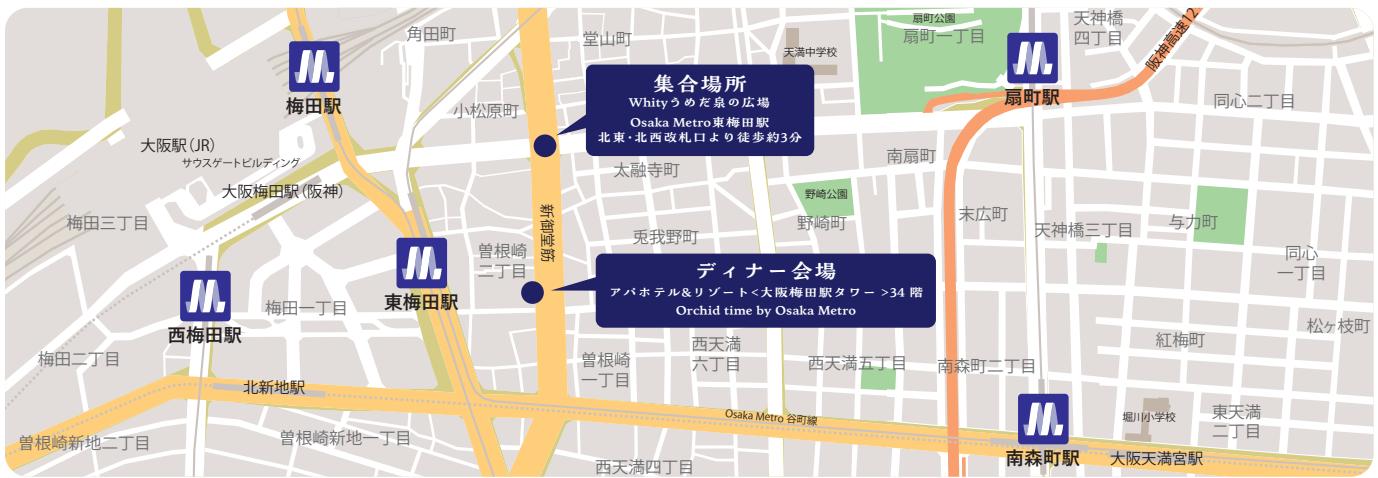 角田町
堂山町
扇町公園
扇町一丁目
天神橋
四丁目
阪神高速12
天満中学校
梅田駅
扇町駅
集合場所
Whityうめだ泉の広場
Osaka Metro東梅田駅
北東・北西改札口より徒歩約3分
小松原町
同心二丁目
大阪駅（JR）
サウスゲートビルディング
大阪梅田駅（阪神）
太融寺町
南扇町
野崎公園
野崎町
末広町
梅田三丁目
新御堂筋
兎我野町
天神橋三丁目
与力町
曽根崎
二丁目
同心
一丁目
ディナー会場
アパホテル&リゾート<大阪梅田駅タワー >34 階
Orchid time by Osaka Metro
東梅田駅
梅田一丁目
西梅田駅
松ヶ枝町
紅梅町
梅田二丁目
曽根崎
一丁目
西天満
六丁目
西天満五丁目
南森町二丁目
北新地駅
Osaka Metro 谷町線
堀川小学校
東天満
二丁目
曽根崎新地二丁目
曽根崎新地一丁目
西天満四丁目
南森町駅
大阪天満宮駅